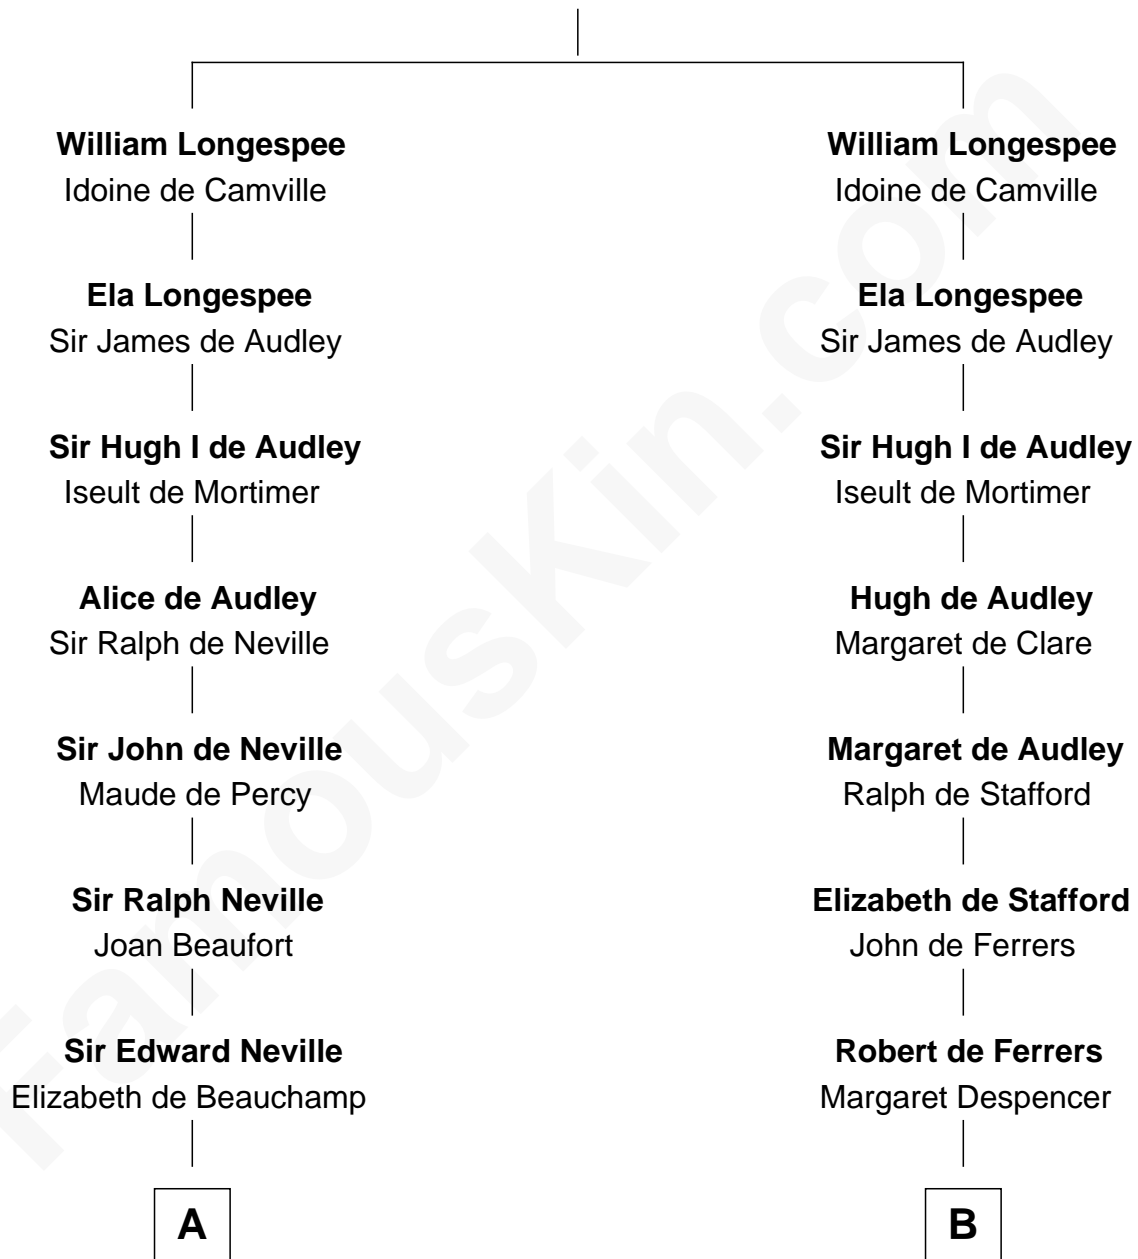 William Longespee
Idoine de Camville
Ela Longespee
Sir James de Audley
Sir Hugh I de Audley
Iseult de Mortimer
Alice de Audley
Sir Ralph de Neville
Sir John de Neville
Maude de Percy
Sir Ralph Neville
Joan Beaufort
Sir Edward Neville
Elizabeth de Beauchamp
A
William Longespee
Idoine de Camville
Ela Longespee
Sir James de Audley
Sir Hugh I de Audley
Iseult de Mortimer
Hugh de Audley
Margaret de Clare
Margaret de Audley
Ralph de Stafford
Elizabeth de Stafford
John de Ferrers
Robert de Ferrers
Margaret Despencer
B
FamousKin.com